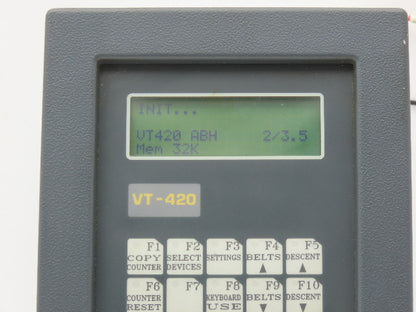 INIT...
VT420 ABH 2/3.5
Mem 32K
VT-420
F1 F2 F3 F4 F5
COPY COUNTER SELECT DEVICES SETTINGS BELTS ▲ DESCENT ▲
F6 F7 F8 F9 F10
COUNTER RESET KEYBOARD USE BELTS ▼ DESCENT ▼